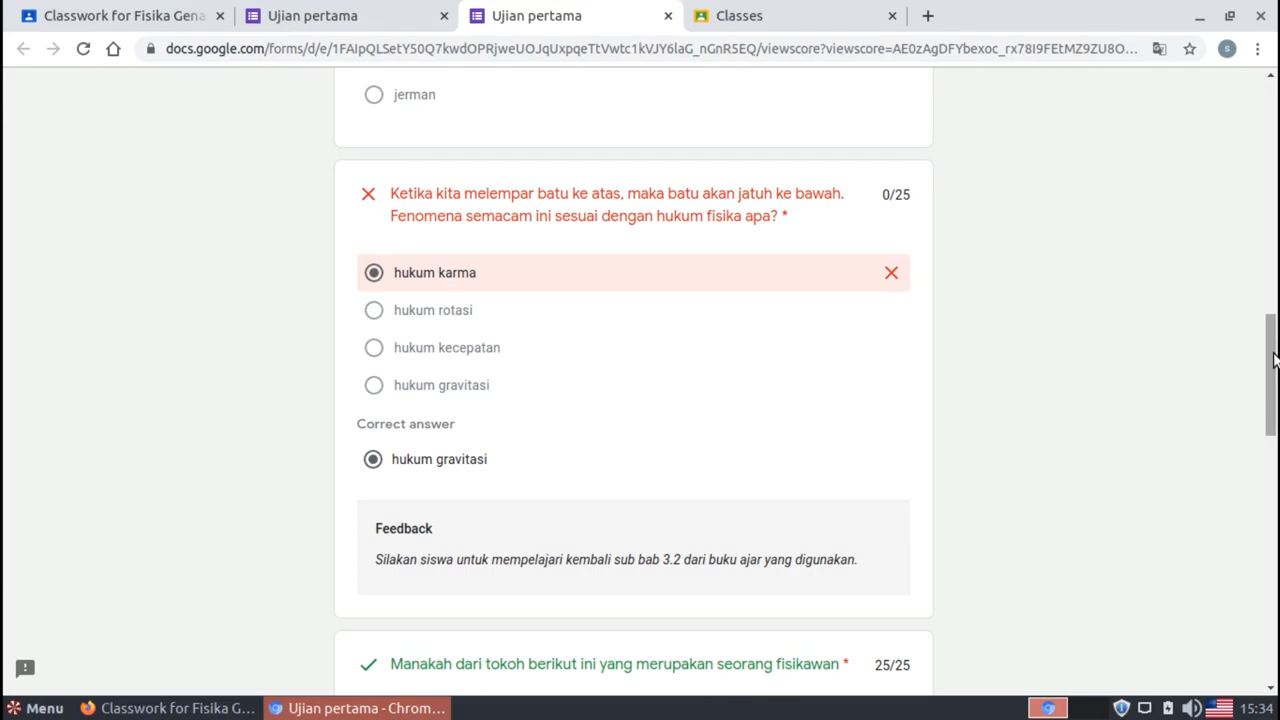 Classwork for Fisika Gena
Ujian pertama
Ujian pertama
Classes
docs.google.com/forms/d/e/1FAIpQLSetY50Q7kwdOPRjweUOJqUxpqeTtVwtc1kVJY6laG_nGnR5EQ/viewscore?viewscore=AE0zAgDFYbexoc_rx78I9FEtMZ9ZU8O...
S
jerman
Ketika kita melempar batu ke atas, maka batu akan jatuh ke bawah. 0/25
Fenomena semacam ini sesuai dengan hukum fisika apa? *
hukum karma
hukum rotasi
hukum kecepatan
hukum gravitasi
Correct answer
hukum gravitasi
Feedback
Silakan siswa untuk mempelajari kembali sub bab 3.2 dari buku ajar yang digunakan.
Manakah dari tokoh berikut ini yang merupakan seorang fisikawan * 25/25
Menu
Classwork for Fisika G...
Ujian pertama - Chrom...
15:34